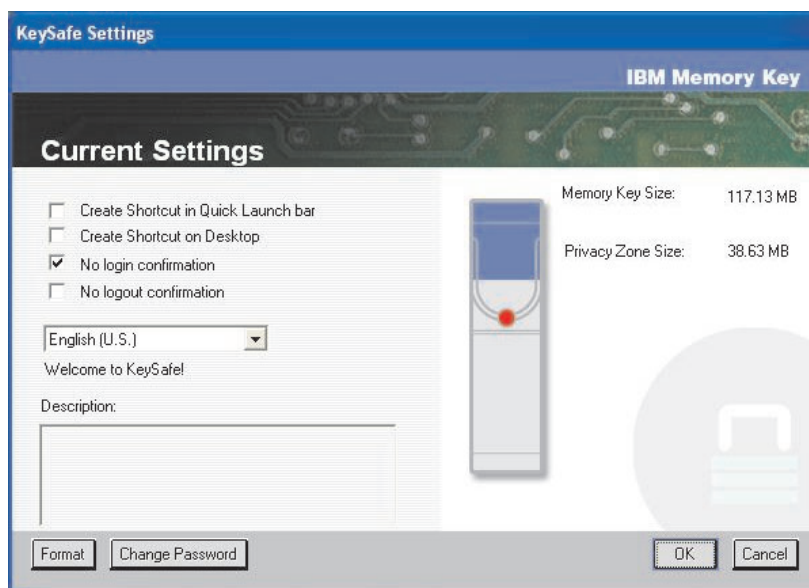 KeySafe Settings
IBM Memory Key
Current Settings
Create Shortcut in Quick Launch bar
Create Shortcut on Desktop
No login confirmation
No logout confirmation
English (U.S.)
Welcome to KeySafe!
Description:
Memory Key Size: 117.13 MB
Privacy Zone Size: 38.63 MB
Format
Change Password
OK
Cancel